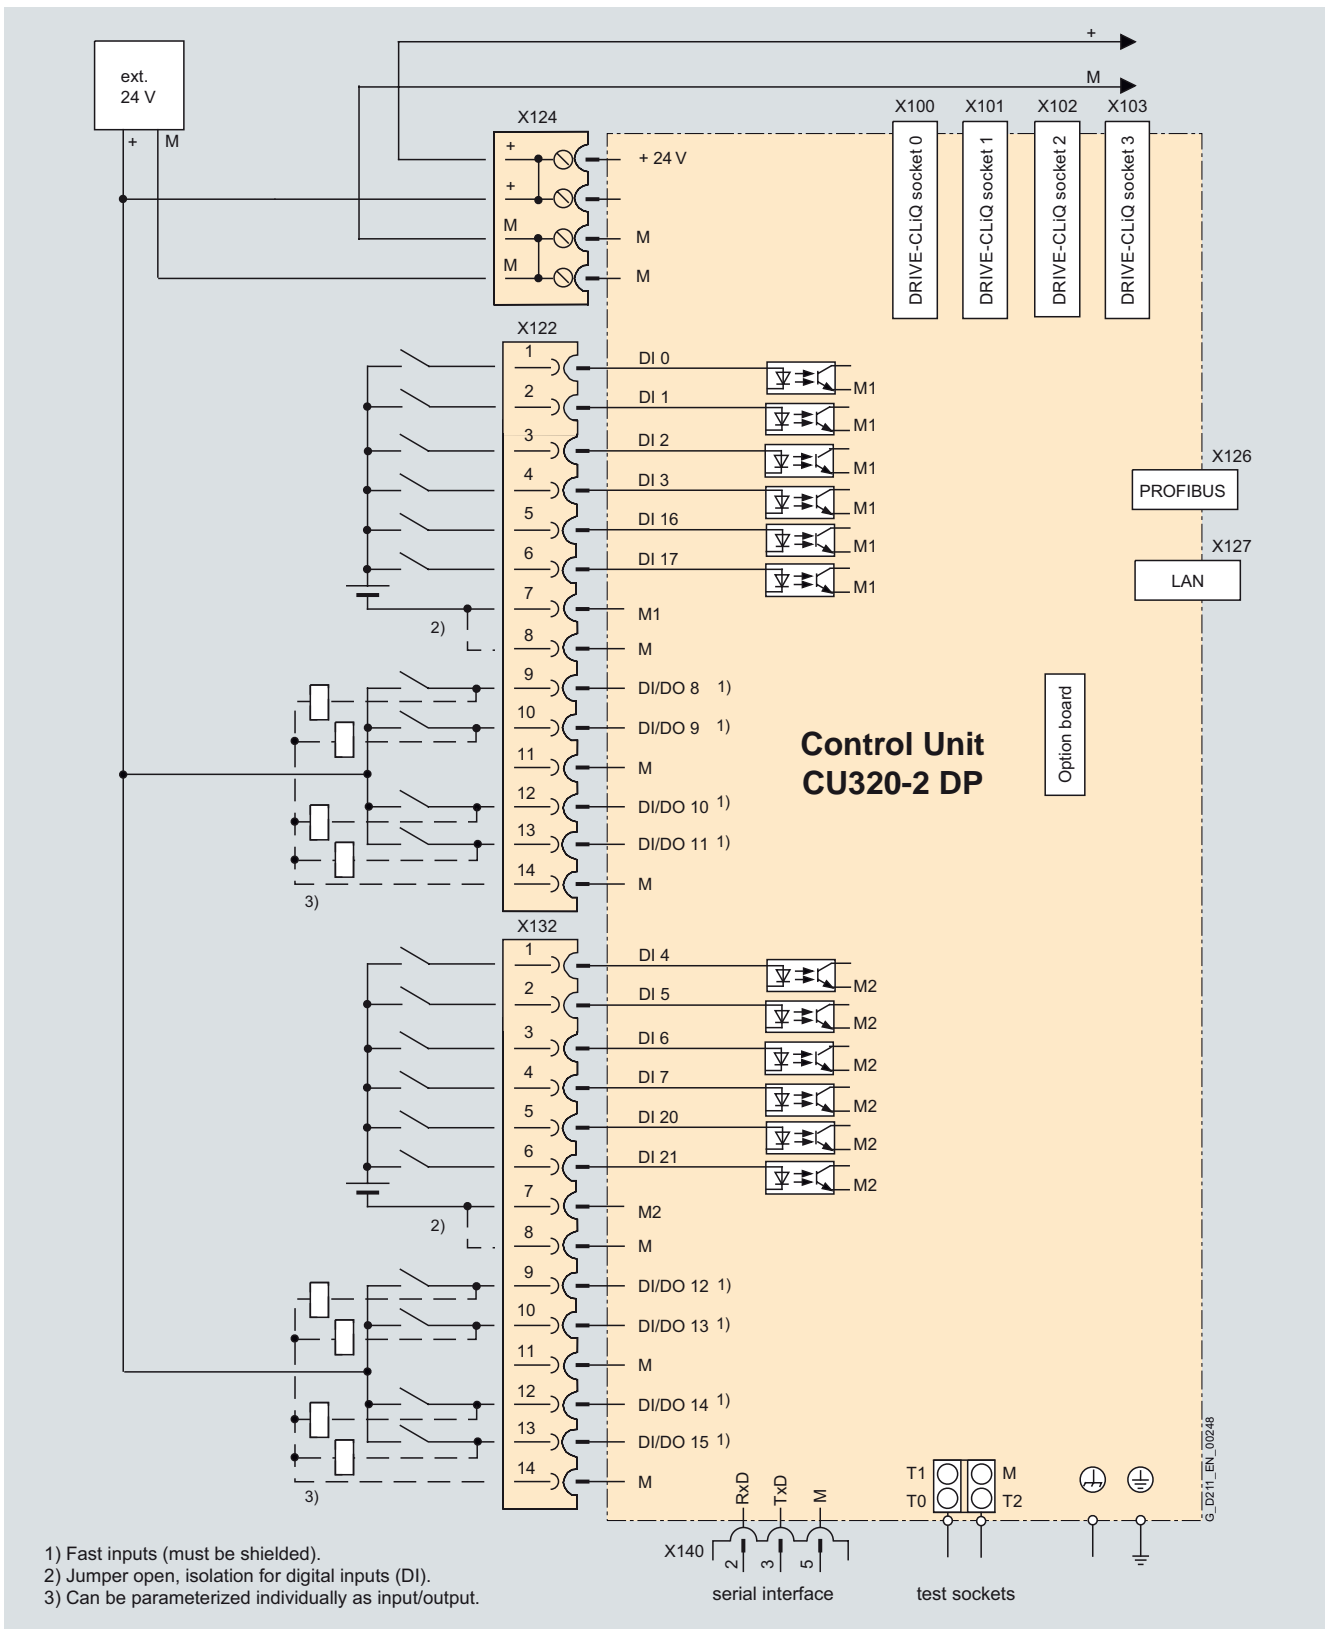 +
M
ext.
24 V
+ M
X124
X100 X101 X102 X103
DRIVE-CLiQ socket 0
DRIVE-CLiQ socket 1
DRIVE-CLiQ socket 2
DRIVE-CLiQ socket 3
+ + 24 V
+
M M
M M
X122
1 DI 0 M1
2 DI 1 M1
3 DI 2 M1
4 DI 3 M1
5 DI 16 M1
6 DI 17 M1
7 M1
2)
8 M
9 DI/DO 8 1)
10 DI/DO 9 1)
11 M
12 DI/DO 10 1)
13 DI/DO 11 1)
14 M
3)
X126
PROFIBUS
X127
LAN
Option board
Control Unit
CU320-2 DP
X132
1 DI 4 M2
2 DI 5 M2
3 DI 6 M2
4 DI 7 M2
5 DI 20 M2
6 DI 21 M2
7 M2
2)
8 M
9 DI/DO 12 1)
10 DI/DO 13 1)
11 M
12 DI/DO 14 1)
13 DI/DO 15 1)
14 M
3)
RxD TxD M
X140
2 3 5
serial interface
T1 M
T0 T2
test sockets
G_D211_EN_00248
1) Fast inputs (must be shielded).
2) Jumper open, isolation for digital inputs (DI).
3) Can be parameterized individually as input/output.